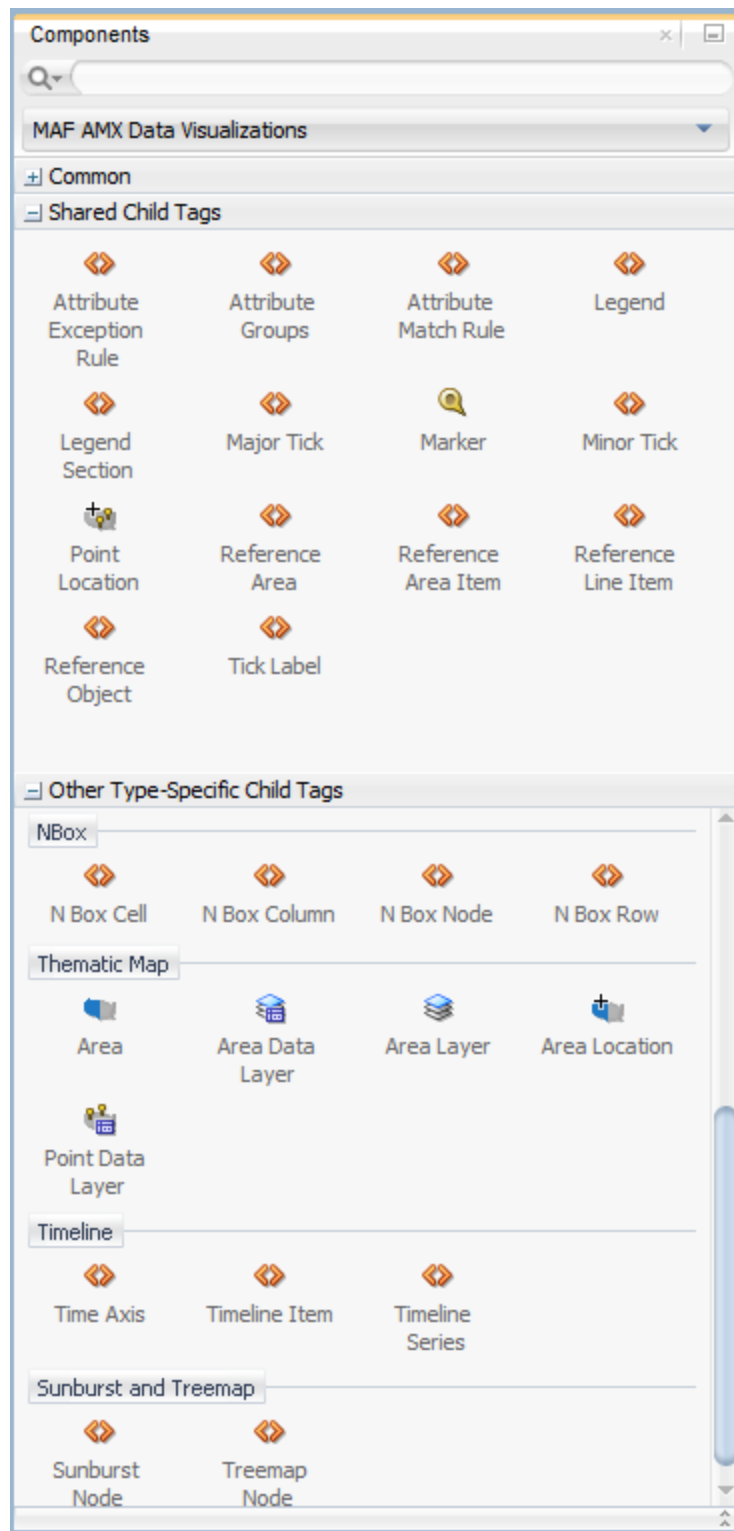 Components
MAF AMX Data Visualizations
Common
Shared Child Tags
Attribute Attribute Attribute Legend
Exception Groups Match Rule
Rule
Legend Major Tick Marker Minor Tick
Section
Point Reference Reference Reference
Location Area Area Item Line Item
Reference Tick Label
Object
Other Type-Specific Child Tags
NBox
N Box Cell N Box Column N Box Node N Box Row
Thematic Map
Area Area Data Area Layer Area Location
Layer
Point Data
Layer
Timeline
Time Axis Timeline Item Timeline
Series
Sunburst and Treemap
Sunburst Treemap
Node Node